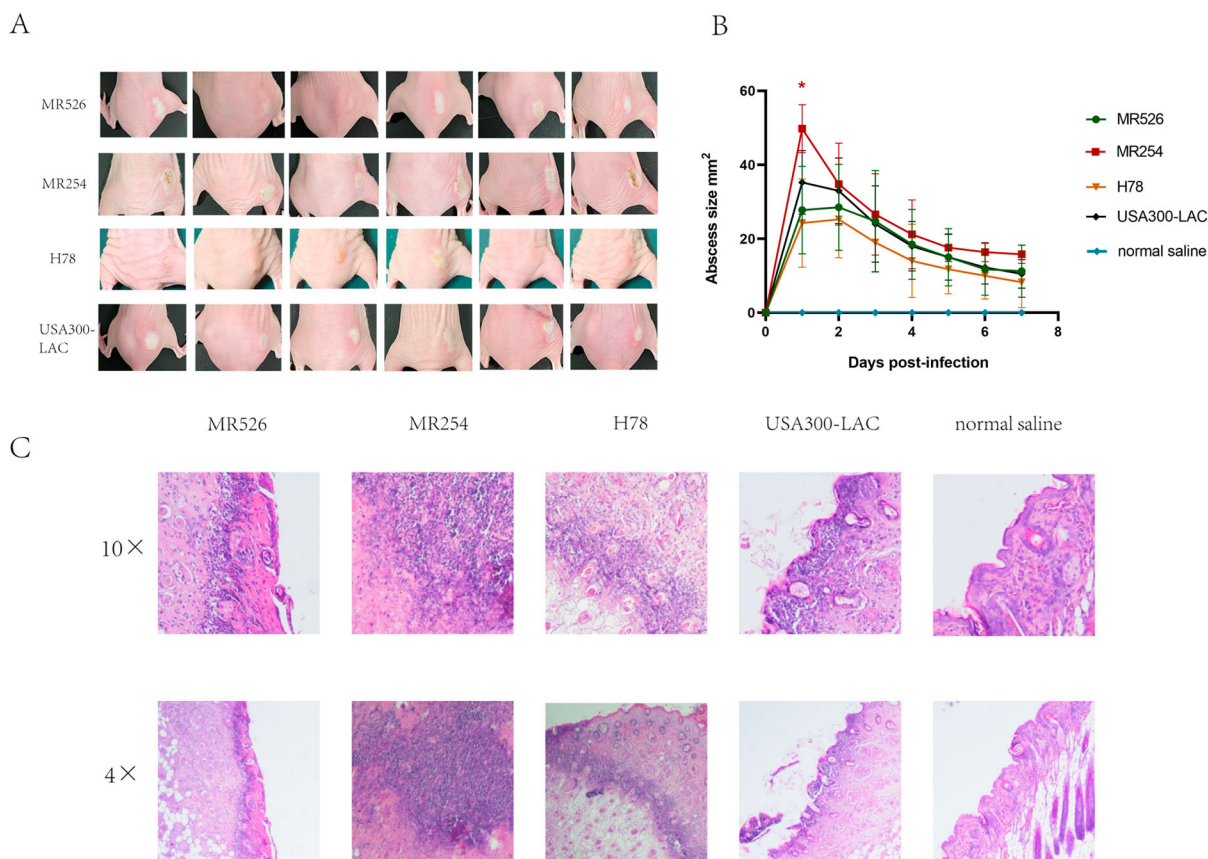 A
MR526
MR254
H78
USA300-
LAC
B
Abscess size mm²
60
40
20
0
*
0 2 4 6 8
Days post-infection
MR526
MR254
H78
USA300-LAC
normal saline
C
MR526 MR254 H78 USA300-LAC normal saline
10×
4×